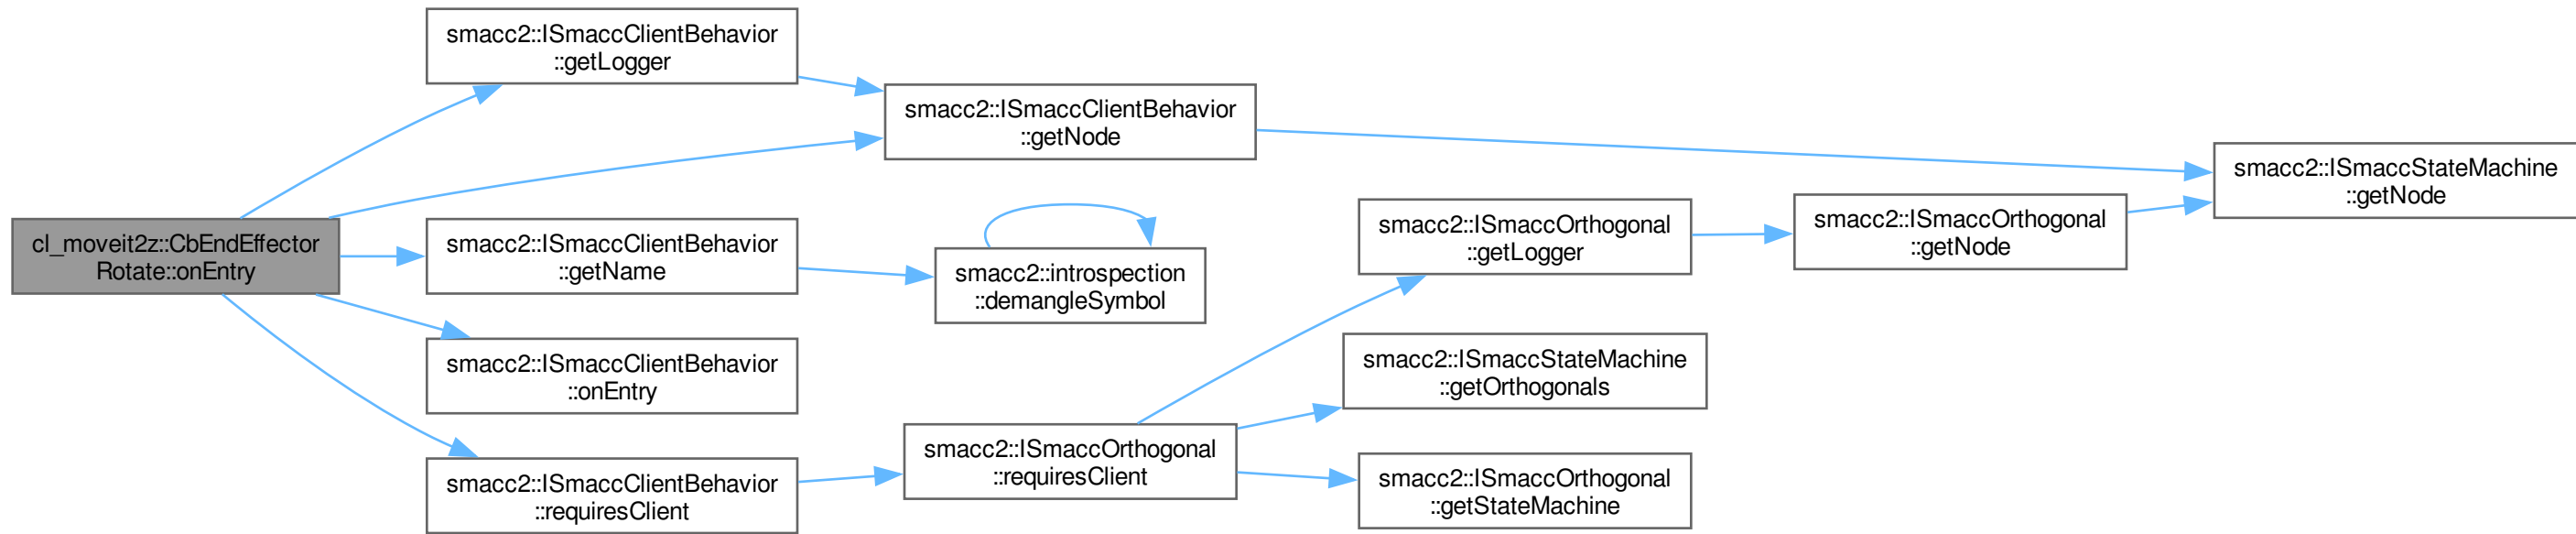 cl_moveit2z::CbEndEffector
Rotate::onEntry
smacc2::ISmaccClientBehavior
::getLogger
smacc2::ISmaccClientBehavior
::getNode
smacc2::ISmaccStateMachine
::getNode
smacc2::ISmaccClientBehavior
::getName
smacc2::introspection
::demangleSymbol
smacc2::ISmaccOrthogonal
::getLogger
smacc2::ISmaccOrthogonal
::getNode
smacc2::ISmaccClientBehavior
::onEntry
smacc2::ISmaccStateMachine
::getOrthogonals
smacc2::ISmaccClientBehavior
::requiresClient
smacc2::ISmaccOrthogonal
::requiresClient
smacc2::ISmaccOrthogonal
::getStateMachine